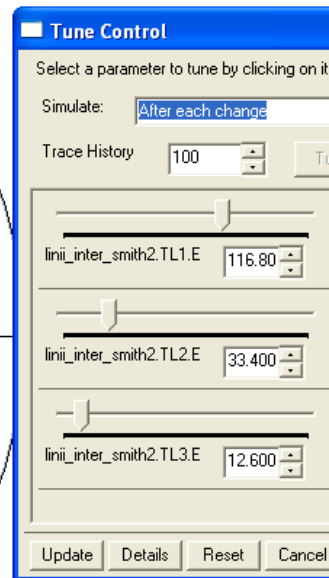 Tune Control
Select a parameter to tune by clicking on it
Simulate: After each change
Trace History 100
linii_inter_smith2.TL1.E 116.80
linii_inter_smith2.TL2.E 33.400
linii_inter_smith2.TL3.E 12.600
Update Details Reset Cancel